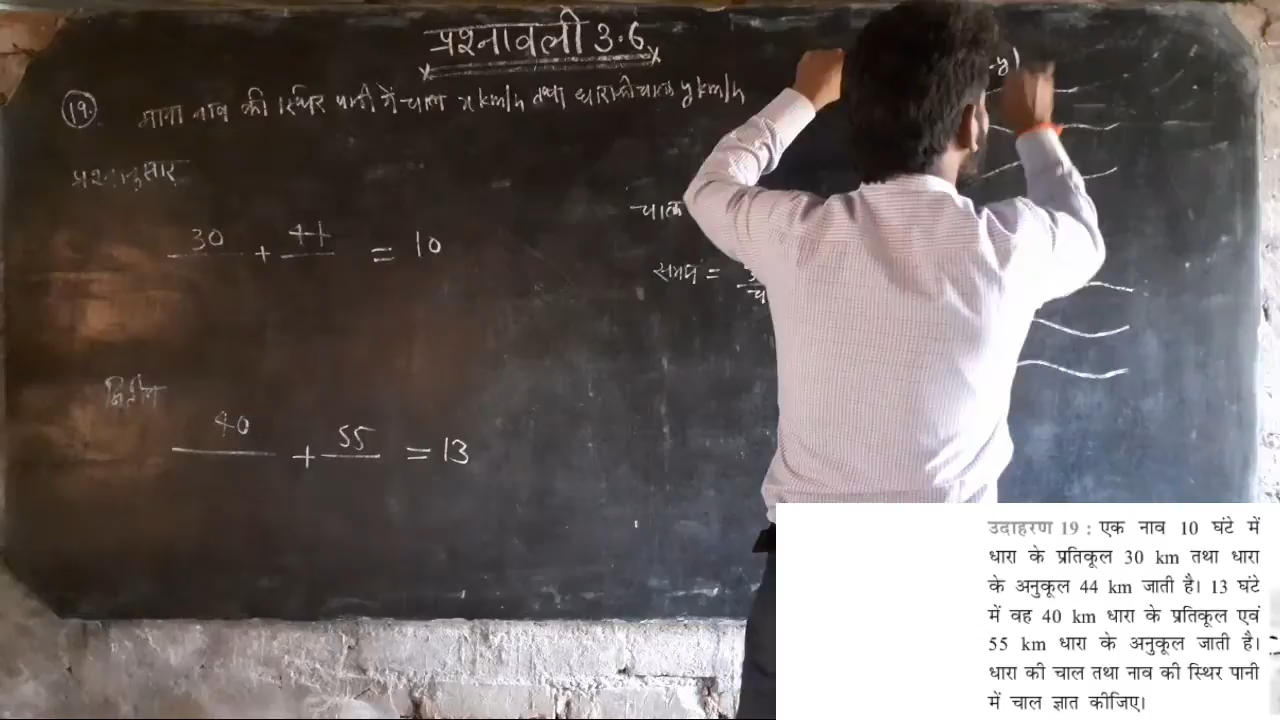 प्रश्नावली 3.6
19. माना नाव की स्थिर पानी में चाल x km/h तथा धारा की चाल y km/h
-y)
प्रश्नानुसार
चाल
30 + 44 = 10
समय =
40 + 55 = 13
उदाहरण 19 : एक नाव 10 घंटे में
धारा के प्रतिकूल 30 km तथा धारा
के अनुकूल 44 km जाती है। 13 घंटे
में वह 40 km धारा के प्रतिकूल एवं
55 km धारा के अनुकूल जाती है।
धारा की चाल तथा नाव की स्थिर पानी
में चाल ज्ञात कीजिए।